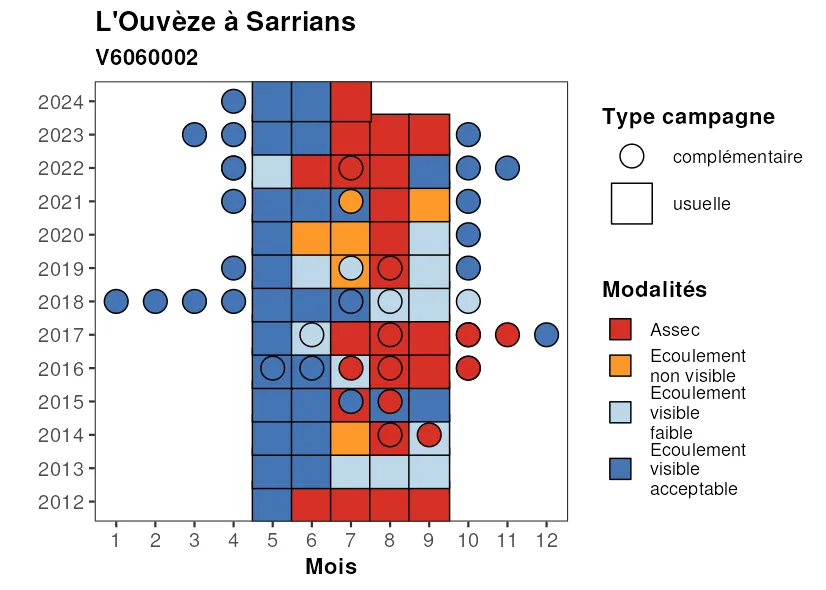 L'Ouvèze à Sarrians
V6060002
2024
2023
2022
2021
2020
2019
2018
2017
2016
2015
2014
2013
2012
1 2 3 4 5 6 7 8 9 10 11 12
Mois
Type campagne
complémentaire
usuelle
Modalités
Assec
Ecoulement
non visible
Ecoulement
visible
faible
Ecoulement
visible
acceptable